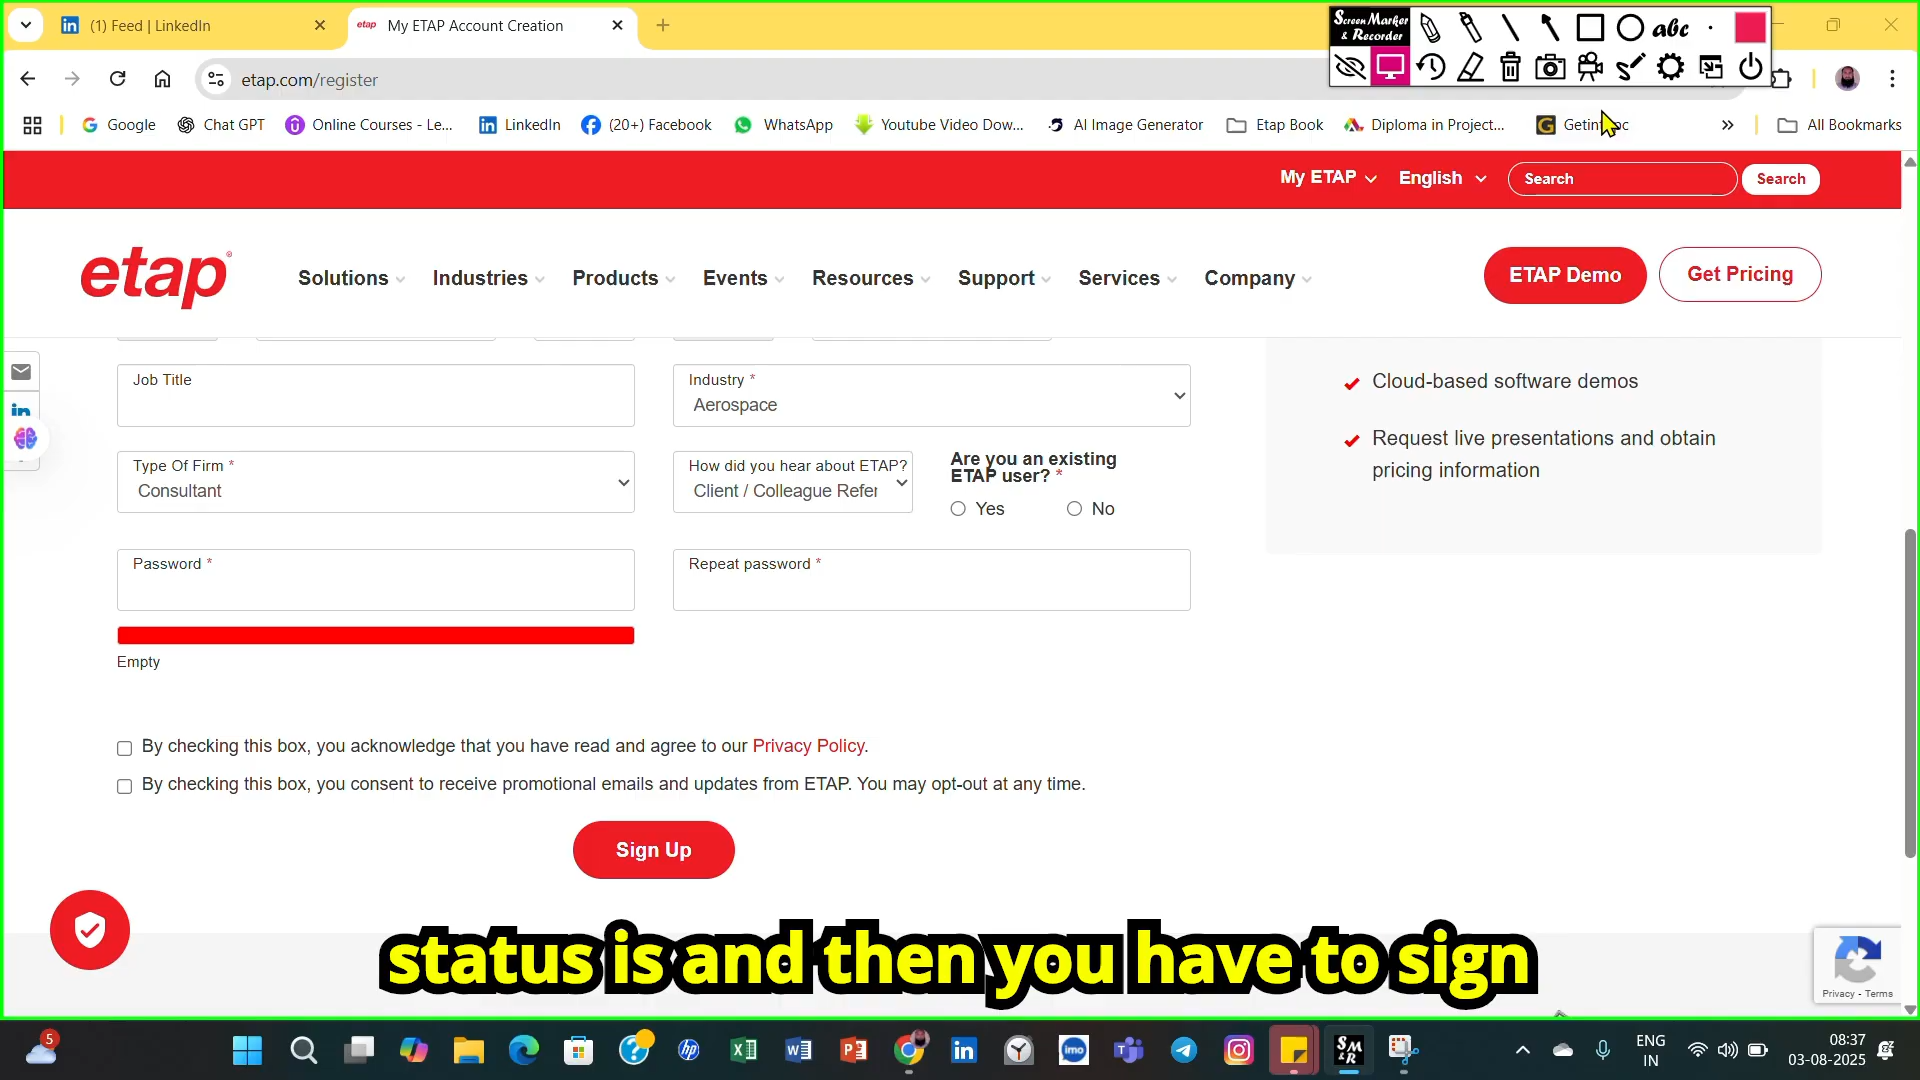 (1) Feed | LinkedIn
etap My ETAP Account Creation
Screen Marker
& Recorder
abc
etap.com/register
Google Chat GPT Online Courses - Le... LinkedIn (20+) Facebook WhatsApp Youtube Video Dow... AI Image Generator Etap Book Diploma in Project... All Bookmarks
My ETAP English Search Search
etap
Solutions Industries Products Events Resources Support Services Company ETAP Demo Get Pricing
Job Title
Industry *
Aerospace
Cloud-based software demos
Request live presentations and obtain
pricing information
Type Of Firm *
Consultant
How did you hear about ETAP?
Client / Colleague Refer
Are you an existing
ETAP user? *
Yes No
Password *
Repeat password *
Empty
By checking this box, you acknowledge that you have read and agree to our Privacy Policy.
By checking this box, you consent to receive promotional emails and updates from ETAP. You may opt-out at any time.
Sign Up
status is and then you have to sign
Privacy - Terms
5
hp
imo
SM
&R
ENG
IN
08:37
03-08-2025